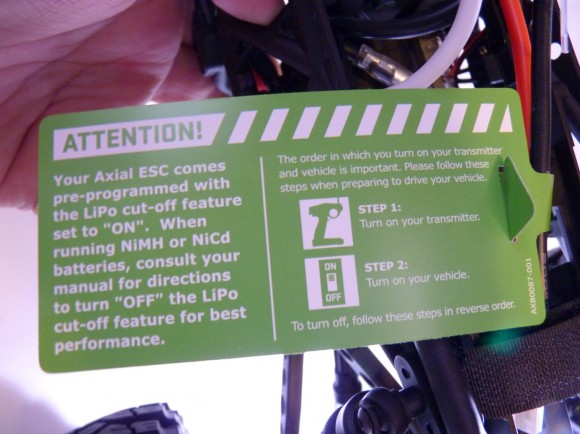 ATTENTION!
Your Axial ESC comes
pre-programmed with
the LiPo cut-off feature
set to "ON".  When
running NiMH or NiCd
batteries, consult your
manual for directions
to turn "OFF" the LiPo
cut-off feature for best
performance.
The order in which you turn on your transmitter
and vehicle is important. Please follow these
steps when preparing to drive your vehicle.
STEP 1:
Turn on your transmitter.
ON
OFF
STEP 2:
Turn on your vehicle.
To turn off, follow these steps in reverse order.
AXB0087-001